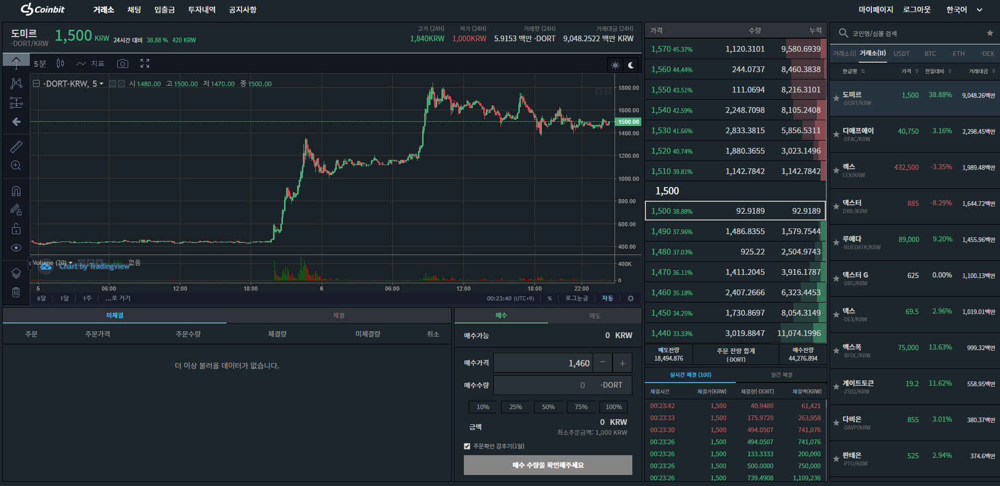 Coinbit 거래소 채팅 입출금 투자내역 공지사항 마이페이지 로그아웃 한국어
도미르
·DORT/KRW
1,500 KRW 24시간 대비 38.88 % 420 KRW
고가 (24H) 저가 (24H) 거래량 (24H) 거래대금 (24H)
1,840KRW 1,000KRW 5.9153 백만 ·DORT 9,048.2522 백만 KRW
5분 지표
·DORT-KRW, 5 시1480.00 고1500.00 저1470.00 종1500.00
1800.00
1600.00
1500.00
1400.00
1200.00
1000.00
800.00
600.00
400.00
Volume (20) 없음
Chart by TradingView
400K
0
5 06:00 12:00 18:00 6 06:00 12:00 18:00 22:00
6달 1달 1주 ...로 가기 00:23:40 (UTC+9) % 로그눈금 자동
미체결 체결
주문 주문가격 주문수량 체결량 미체결량 취소
더 이상 불러올 데이터가 없습니다.
매수 매도
매수가능 0 KRW
매수가격 1,460 − +
매수수량 0 ·DORT
10% 25% 50% 75% 100%
금액 0 KRW
최소주문금액: 1,000 KRW
주문확인 감추기(1일)
매수 수량을 확인해주세요
가격 수량 누적
1,570 45.37% 1,120.3101 9,580.6939
1,560 44.44% 244.0737 8,460.3838
1,550 43.51% 111.0694 8,216.3101
1,540 42.59% 2,248.7098 8,105.2408
1,530 41.66% 2,833.3815 5,856.5311
1,520 40.74% 1,880.3655 3,023.1496
1,510 39.81% 1,142.7842 1,142.7842
1,500
1,500 38.88% 92.9189 92.9189
1,490 37.96% 1,486.8355 1,579.7544
1,480 37.03% 925.22 2,504.9743
1,470 36.11% 1,411.2045 3,916.1787
1,460 35.18% 2,407.2666 6,323.4453
1,450 34.25% 1,730.8697 8,054.3149
1,440 33.33% 3,019.8847 11,074.1996
매도잔량 주문 잔량 합계 매수잔량
18,494.876 (·DORT) 44,276.894
실시간 체결 (100) 일간 체결
체결시간 체결가(KRW) 체결량(·DORT) 체결액(KRW)
00:23:42 1,500 40.9480 61,421
00:23:33 1,500 175.9720 263,958
00:23:30 1,500 494.0507 741,076
00:23:26 1,500 494.0507 741,076
00:23:26 1,500 133.3333 200,000
00:23:26 1,500 500.0000 750,000
00:23:26 1,500 739.4908 1,109,236
코인명/심볼 검색
거래소(I) 거래소(II) USDT BTC ETH ·DEX
한글명 가격 전일대비 거래대금
도미르 1,500 38.88% 9,048.26백만
·DORT/KRW
디에프에이 40,750 3.16% 2,298.45백만
·DFAC/KRW
렉스 432,500 -3.35% 1,989.48백만
LEX/KRW
덱스터 885 -8.29% 1,644.72백만
DXR·/KRW
루에다 89,000 9.20% 1,455.96백만
·RUEDATK/KRW
덱스터 G 625 0.00% 1,100.13백만
·DXG/KRW
덱스 69.5 2.96% 1,019.01백만
·DEX/KRW
엑스폭 75,000 13.63% 999.32백만
·XFOC/KRW
게이트토큰 19.2 11.62% 558.95백만
·Z502/KRW
다비온 855 3.01% 380.37백만
·DAVP/KRW
판테온 525 2.94% 374.6백만
·PTO/KRW